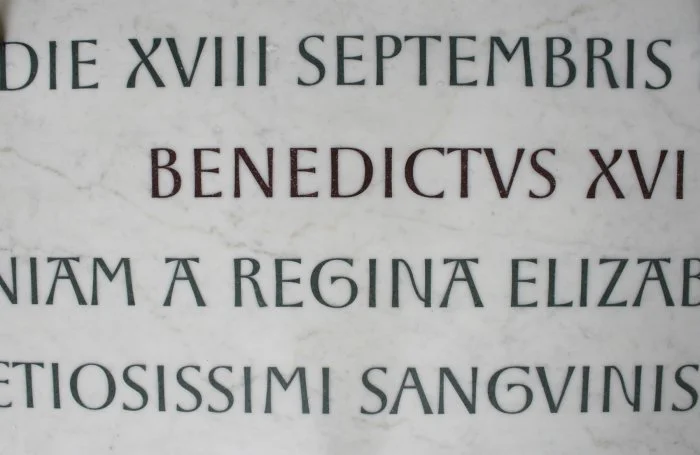 DIE XVIII SEPTEMBRIS
BENEDICTVS XVI
NIAM A REGINA ELIZAB
ETIOSISSIMI SANGVINIS